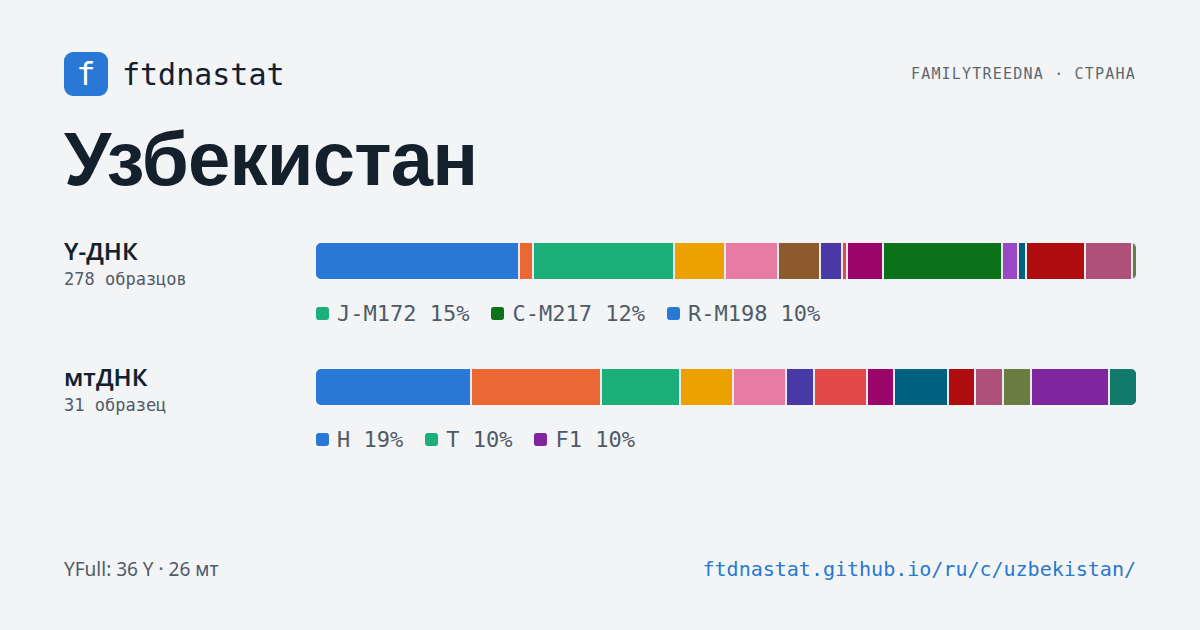 f ftdnastat
FAMILYTREEDNA · СТРАНА
Узбекистан
Y-ДНК
278 образцов
J-M172 15% C-M217 12% R-M198 10%
мтДНК
31 образец
H 19% T 10% F1 10%
YFull: 36 Y · 26 мт
ftdnastat.github.io/ru/c/uzbekistan/